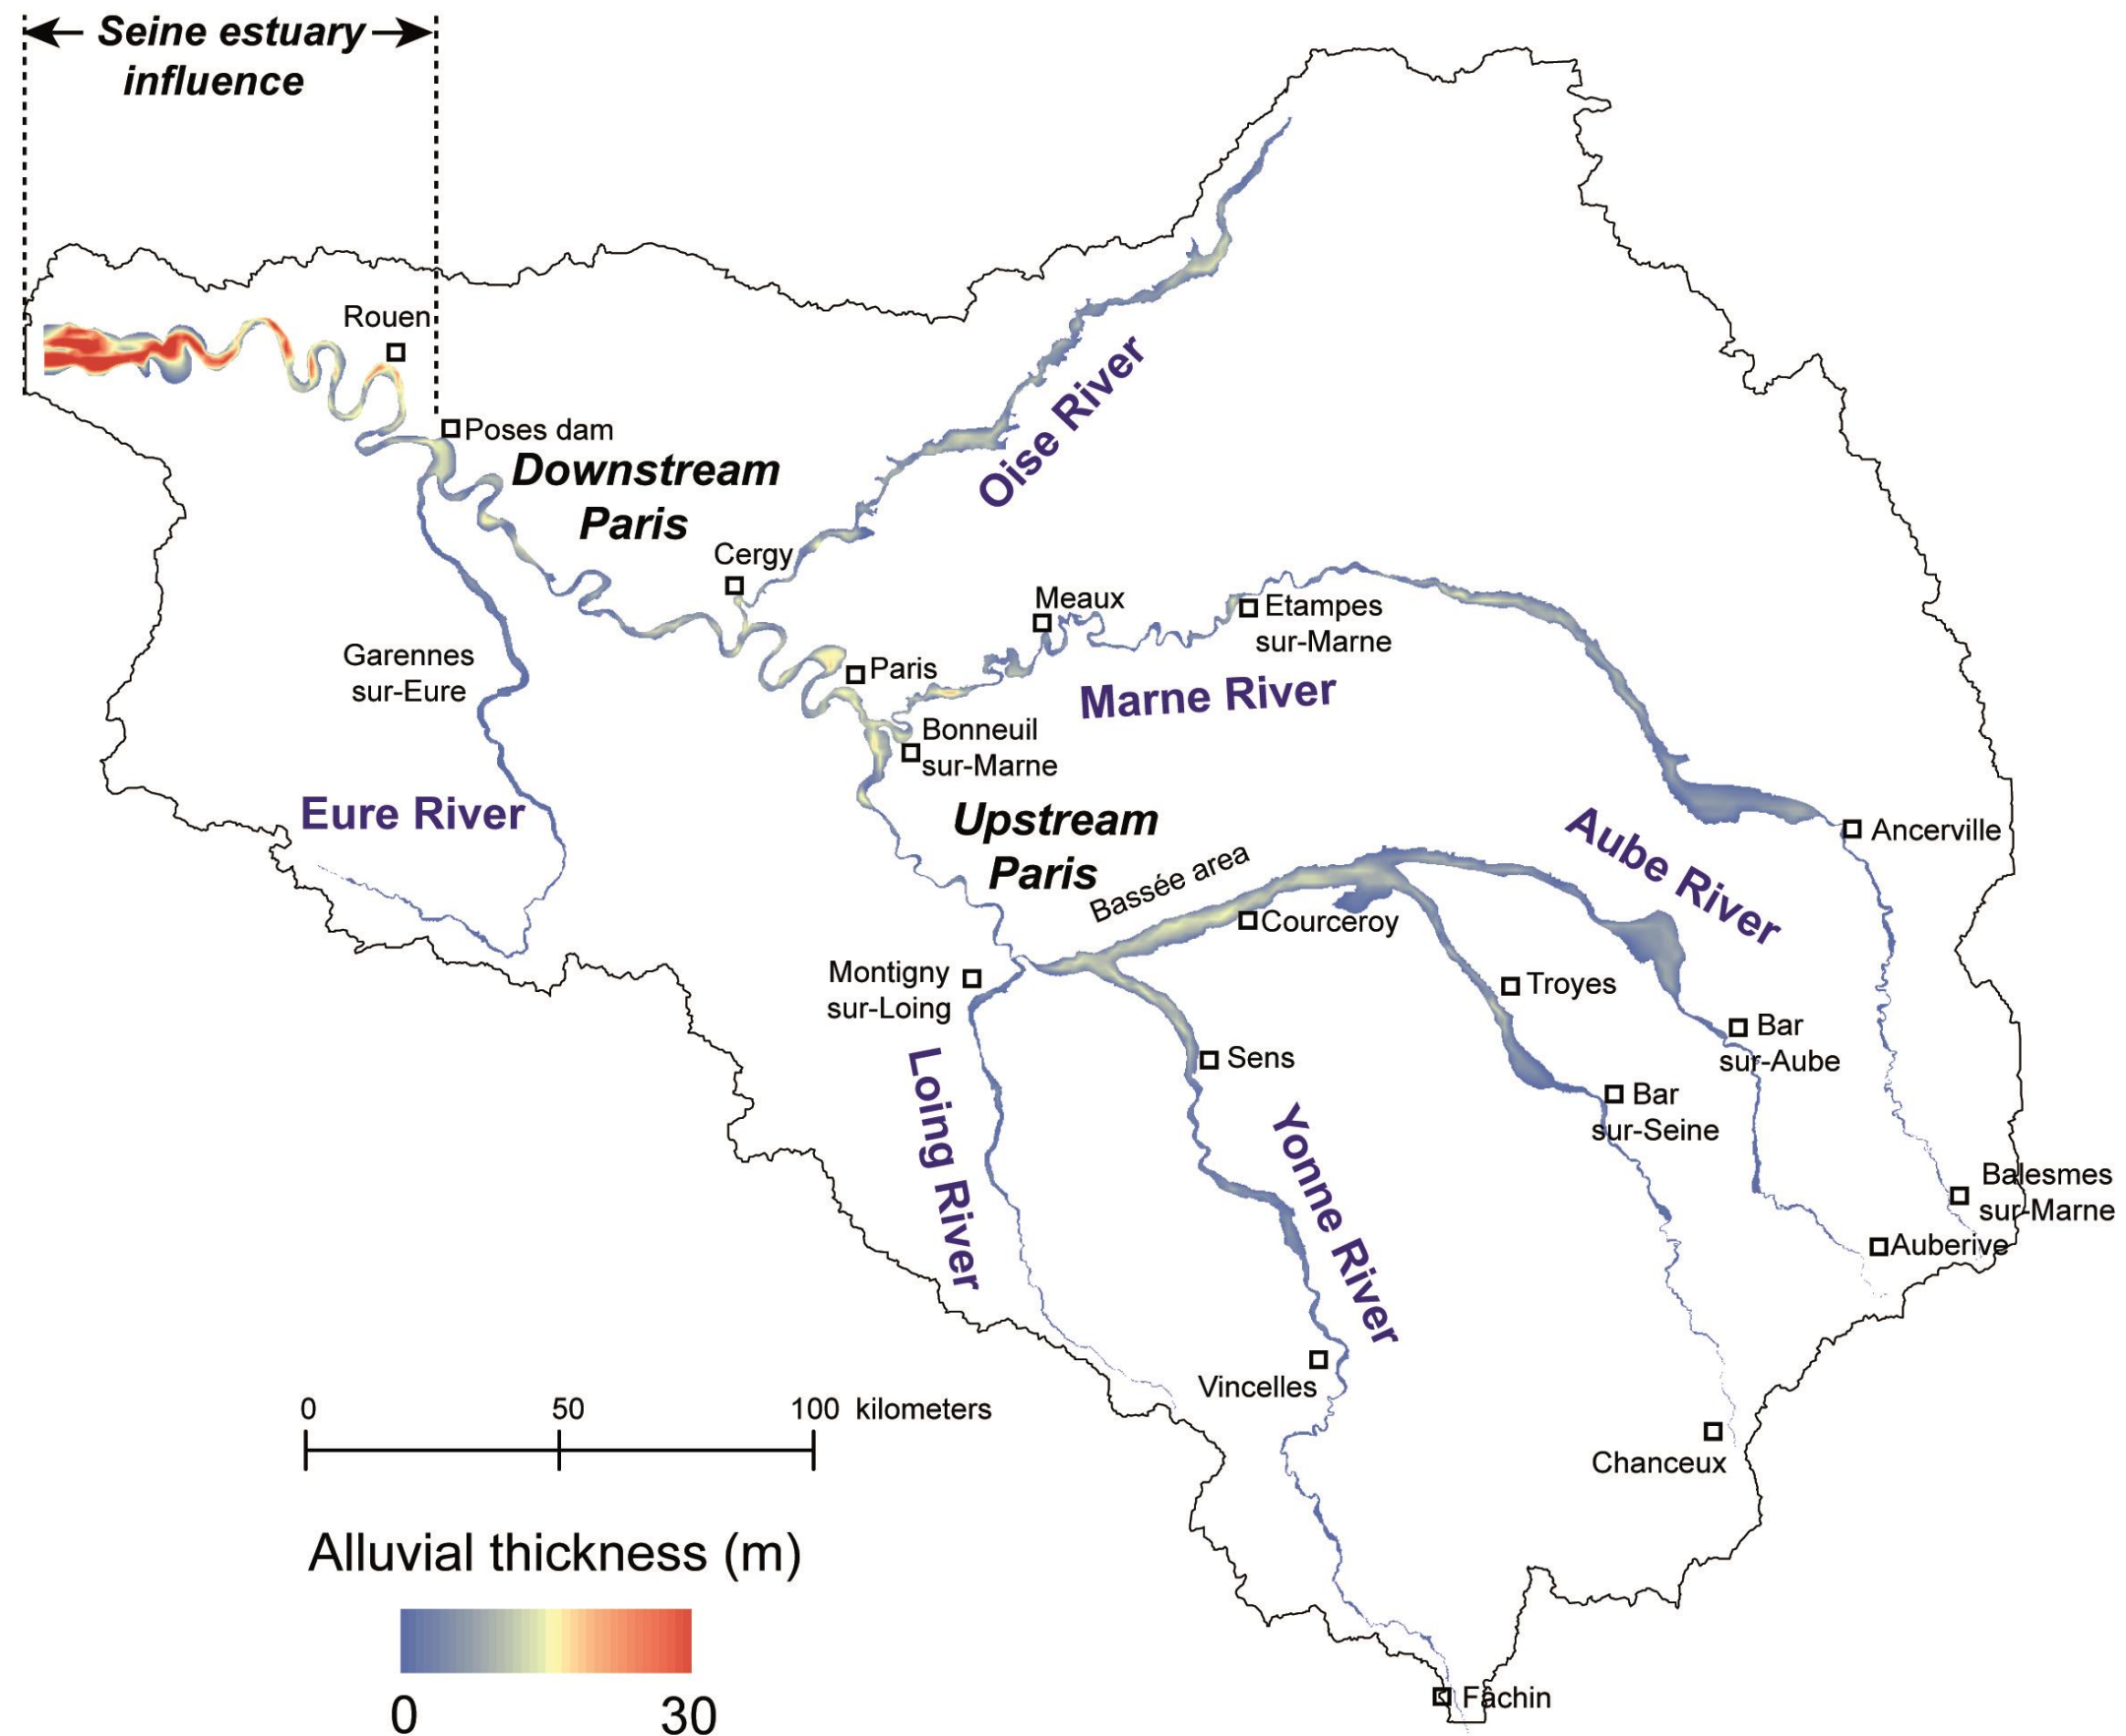 Seine estuary
influence
Rouen
Poses dam
Downstream
Paris
Oise River
Cergy
Meaux
Etampes
sur-Marne
Garennes
sur-Eure
Paris
Marne River
Bonneuil
sur-Marne
Eure River
Upstream
Paris
Aube River
Ancerville
Bassée area
Courceroy
Montigny
sur-Loing
Troyes
Bar
sur-Aube
Sens
Loing River
Yonne River
Bar
sur-Seine
Balesmes
sur-Marne
Auberive
Vincelles
0 50 100 kilometers
Chanceux
Alluvial thickness (m)
0 30
Fâchin